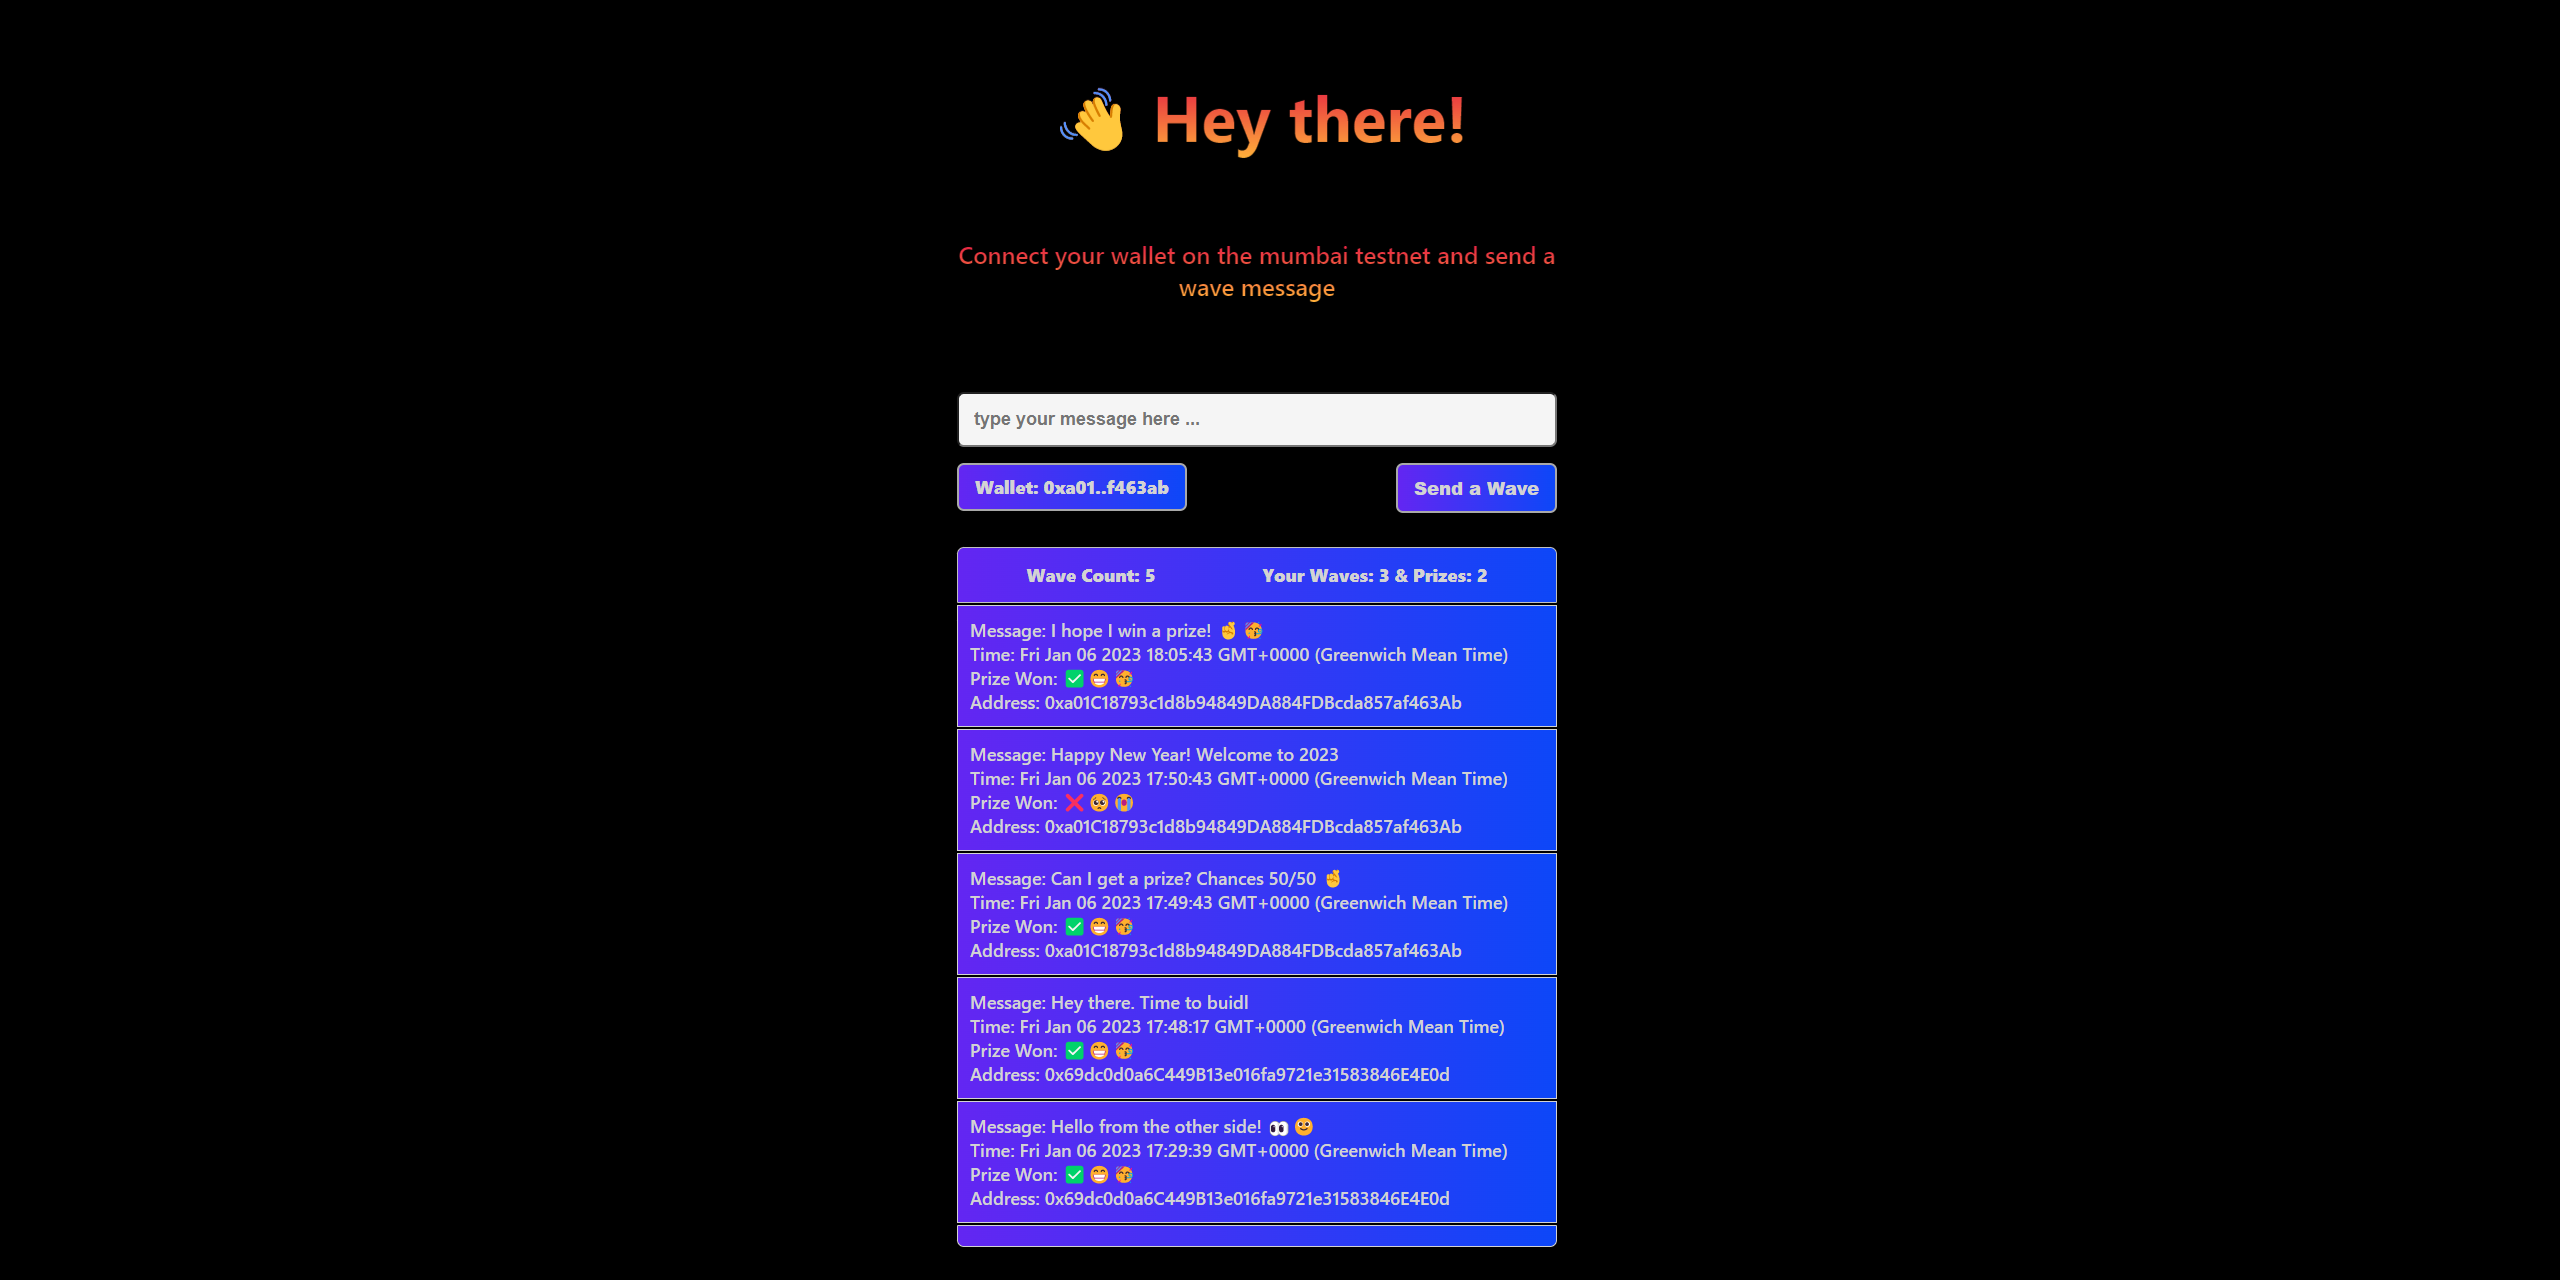 👋 Hey there!
Connect your wallet on the mumbai testnet and send a
wave message
type your message here ...
Wallet: 0xa01..f463ab
Send a Wave
Wave Count: 5
Your Waves: 3 & Prizes: 2
Message: I hope I win a prize! 🤞 🥳
Time: Fri Jan 06 2023 18:05:43 GMT+0000 (Greenwich Mean Time)
Prize Won: ✅ 😁 🥳
Address: 0xa01C18793c1d8b94849DA884FDBcda857af463Ab
Message: Happy New Year! Welcome to 2023
Time: Fri Jan 06 2023 17:50:43 GMT+0000 (Greenwich Mean Time)
Prize Won: ❌ 🥺 😭
Address: 0xa01C18793c1d8b94849DA884FDBcda857af463Ab
Message: Can I get a prize? Chances 50/50 🤞
Time: Fri Jan 06 2023 17:49:43 GMT+0000 (Greenwich Mean Time)
Prize Won: ✅ 😁 🥳
Address: 0xa01C18793c1d8b94849DA884FDBcda857af463Ab
Message: Hey there. Time to buidl
Time: Fri Jan 06 2023 17:48:17 GMT+0000 (Greenwich Mean Time)
Prize Won: ✅ 😁 🥳
Address: 0x69dc0d0a6C449B13e016fa9721e31583846E4E0d
Message: Hello from the other side! 👀 🙂
Time: Fri Jan 06 2023 17:29:39 GMT+0000 (Greenwich Mean Time)
Prize Won: ✅ 😁 🥳
Address: 0x69dc0d0a6C449B13e016fa9721e31583846E4E0d